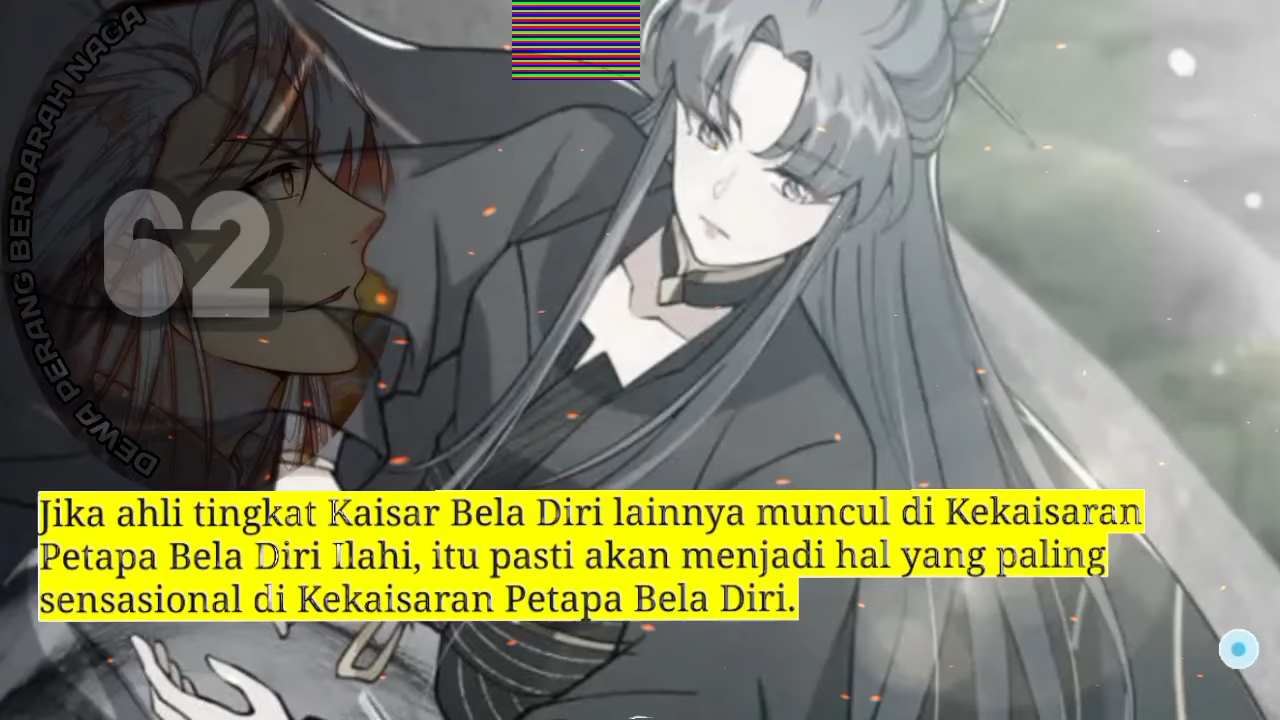 DEWA PERANG BERDARAH NAGA
62
Jika ahli tingkat Kaisar Bela Diri lainnya muncul di Kekaisaran
Petapa Bela Diri Ilahi, itu pasti akan menjadi hal yang paling
sensasional di Kekaisaran Petapa Bela Diri.